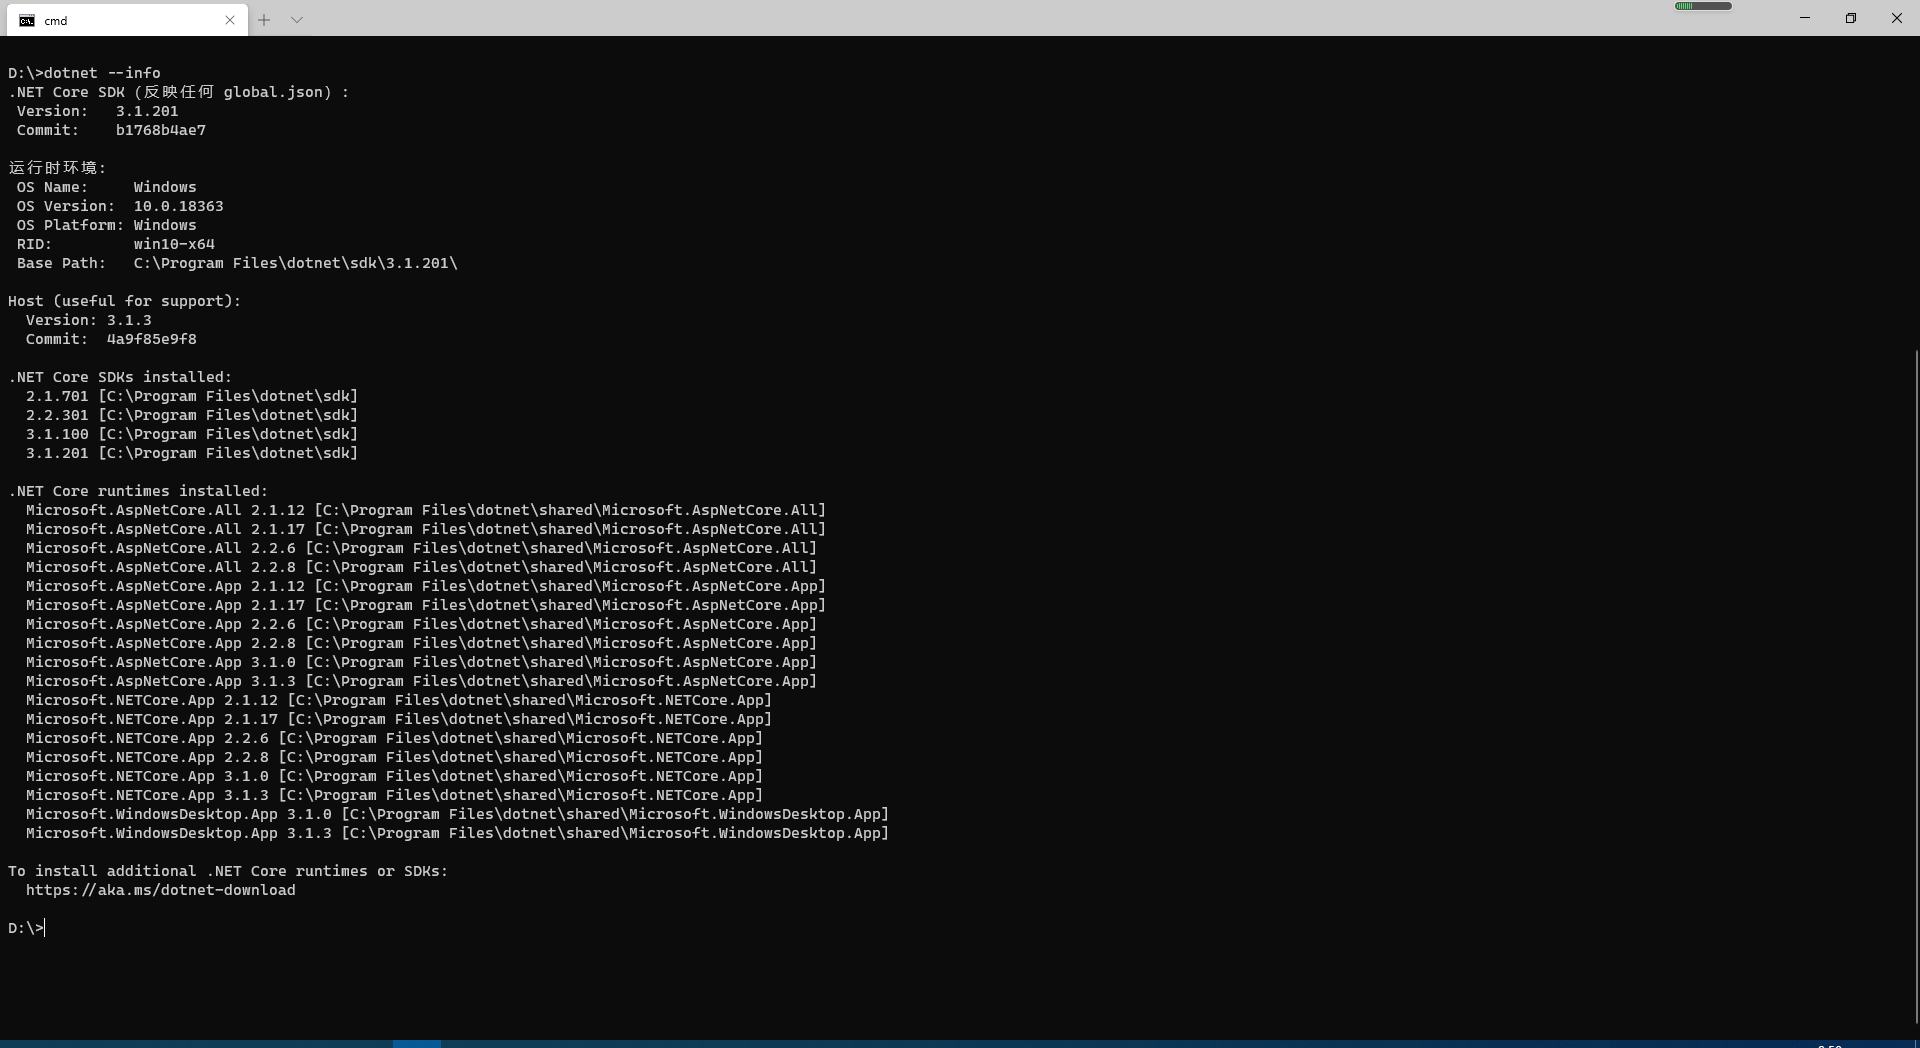 cmd
D:\>dotnet --info
.NET Core SDK (反映任何 global.json) :
Version:   3.1.201
Commit:    b1768b4ae7
运行时环境:
OS Name:     Windows
OS Version:  10.0.18363
OS Platform: Windows
RID:         win10-x64
Base Path:   C:\Program Files\dotnet\sdk\3.1.201\
Host (useful for support):
Version: 3.1.3
Commit:  4a9f85e9f8
.NET Core SDKs installed:
2.1.701 [C:\Program Files\dotnet\sdk]
2.2.301 [C:\Program Files\dotnet\sdk]
3.1.100 [C:\Program Files\dotnet\sdk]
3.1.201 [C:\Program Files\dotnet\sdk]
.NET Core runtimes installed:
Microsoft.AspNetCore.All 2.1.12 [C:\Program Files\dotnet\shared\Microsoft.AspNetCore.All]
Microsoft.AspNetCore.All 2.1.17 [C:\Program Files\dotnet\shared\Microsoft.AspNetCore.All]
Microsoft.AspNetCore.All 2.2.6 [C:\Program Files\dotnet\shared\Microsoft.AspNetCore.All]
Microsoft.AspNetCore.All 2.2.8 [C:\Program Files\dotnet\shared\Microsoft.AspNetCore.All]
Microsoft.AspNetCore.App 2.1.12 [C:\Program Files\dotnet\shared\Microsoft.AspNetCore.App]
Microsoft.AspNetCore.App 2.1.17 [C:\Program Files\dotnet\shared\Microsoft.AspNetCore.App]
Microsoft.AspNetCore.App 2.2.6 [C:\Program Files\dotnet\shared\Microsoft.AspNetCore.App]
Microsoft.AspNetCore.App 2.2.8 [C:\Program Files\dotnet\shared\Microsoft.AspNetCore.App]
Microsoft.AspNetCore.App 3.1.0 [C:\Program Files\dotnet\shared\Microsoft.AspNetCore.App]
Microsoft.AspNetCore.App 3.1.3 [C:\Program Files\dotnet\shared\Microsoft.AspNetCore.App]
Microsoft.NETCore.App 2.1.12 [C:\Program Files\dotnet\shared\Microsoft.NETCore.App]
Microsoft.NETCore.App 2.1.17 [C:\Program Files\dotnet\shared\Microsoft.NETCore.App]
Microsoft.NETCore.App 2.2.6 [C:\Program Files\dotnet\shared\Microsoft.NETCore.App]
Microsoft.NETCore.App 2.2.8 [C:\Program Files\dotnet\shared\Microsoft.NETCore.App]
Microsoft.NETCore.App 3.1.0 [C:\Program Files\dotnet\shared\Microsoft.NETCore.App]
Microsoft.NETCore.App 3.1.3 [C:\Program Files\dotnet\shared\Microsoft.NETCore.App]
Microsoft.WindowsDesktop.App 3.1.0 [C:\Program Files\dotnet\shared\Microsoft.WindowsDesktop.App]
Microsoft.WindowsDesktop.App 3.1.3 [C:\Program Files\dotnet\shared\Microsoft.WindowsDesktop.App]
To install additional .NET Core runtimes or SDKs:
https://aka.ms/dotnet-download
D:\>